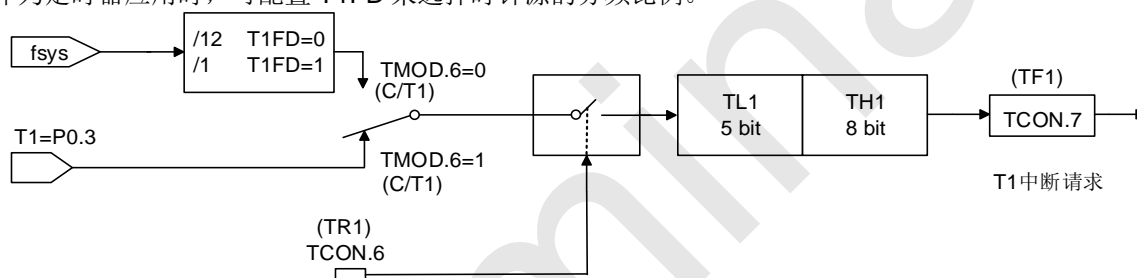 作为定时器应用时，可配置 T1FD 来选择时钟源的分频比例。
fsys
/12 T1FD=0
/1 T1FD=1
TMOD.6=0
(C/T1)
T1=P0.3
TMOD.6=1
(C/T1)
(TR1)
TCON.6
TL1
5 bit
TH1
8 bit
(TF1)
TCON.7
T1中断请求